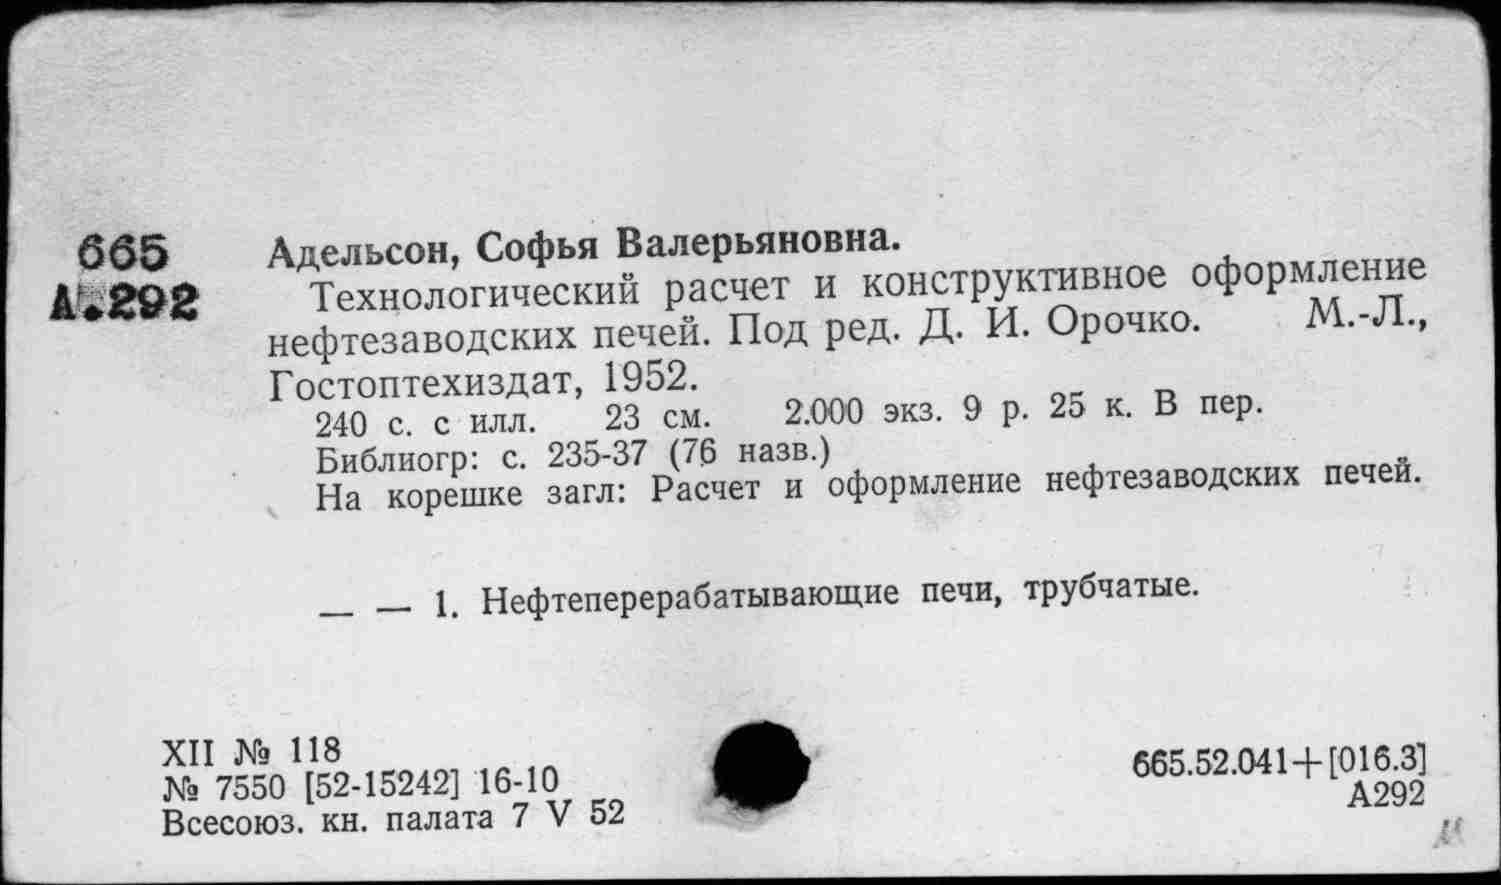 665
А.292
Адельсон, Софья Валерьяновна.
Технологический расчет и конструктивное оформление
нефтезаводских печей. Под ред. Д. И. Орочко. М.-Л.,
Гостоптехиздат, 1952.
240 с. с илл. 23 см. 2.000 экз. 9 р. 25 к. В пер.
Библиогр: с. 235-37 (76 назв.)
На корешке загл: Расчет и оформление нефтезаводских печей.
— — 1. Нефтеперерабатывающие печи, трубчатые.
XII № 118
№ 7550 [52-15242] 16-10
Всесоюз. кн. палата 7 V 52
665.52.041+[016.3]
А292